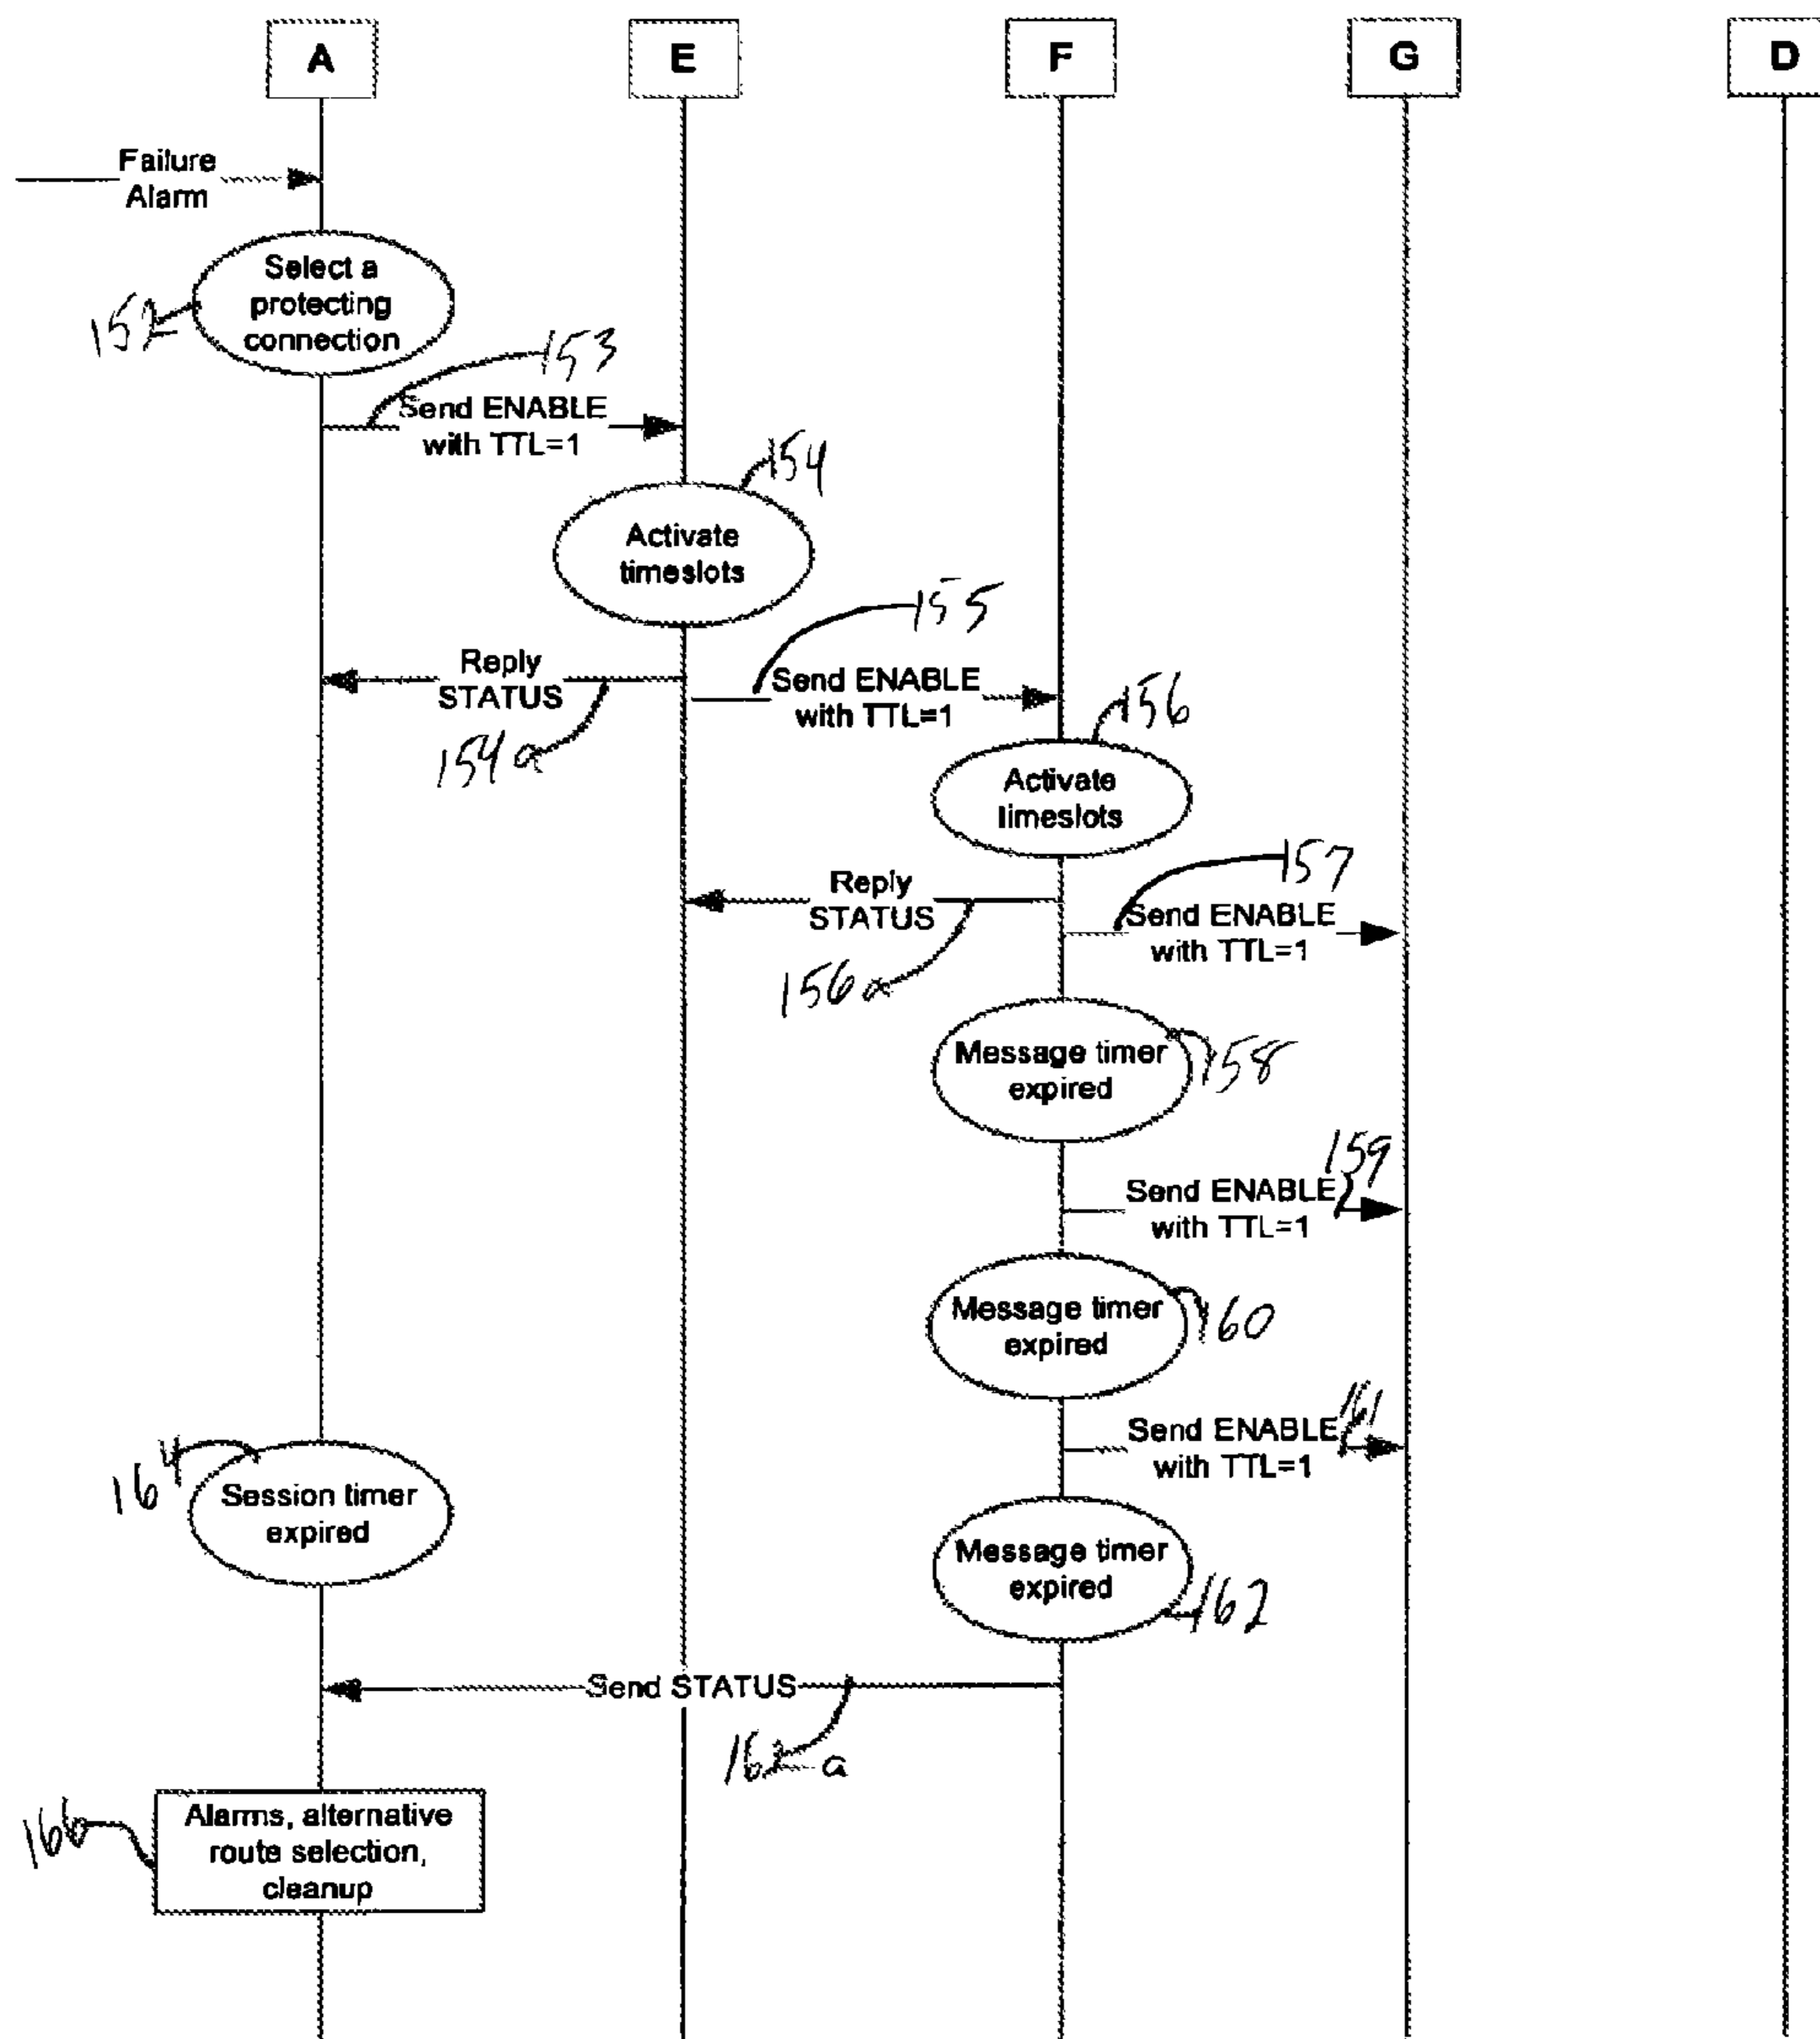 A
E
F
G
D
Failure
Alarm
Select a
protecting
connection
152
153
Send ENABLE
with TTL=1
154
Activate
timeslots
155
Reply
STATUS
154a
Send ENABLE
with TTL=1
156
Activate
timeslots
157
Reply
STATUS
156a
Send ENABLE
with TTL=1
Message timer
expired
158
159
Send ENABLE
with TTL=1
Message timer
expired
160
161
Send ENABLE
with TTL=1
164
Session timer
expired
Message timer
expired
162
Send STATUS
162a
166
Alarms, alternative
route selection,
cleanup